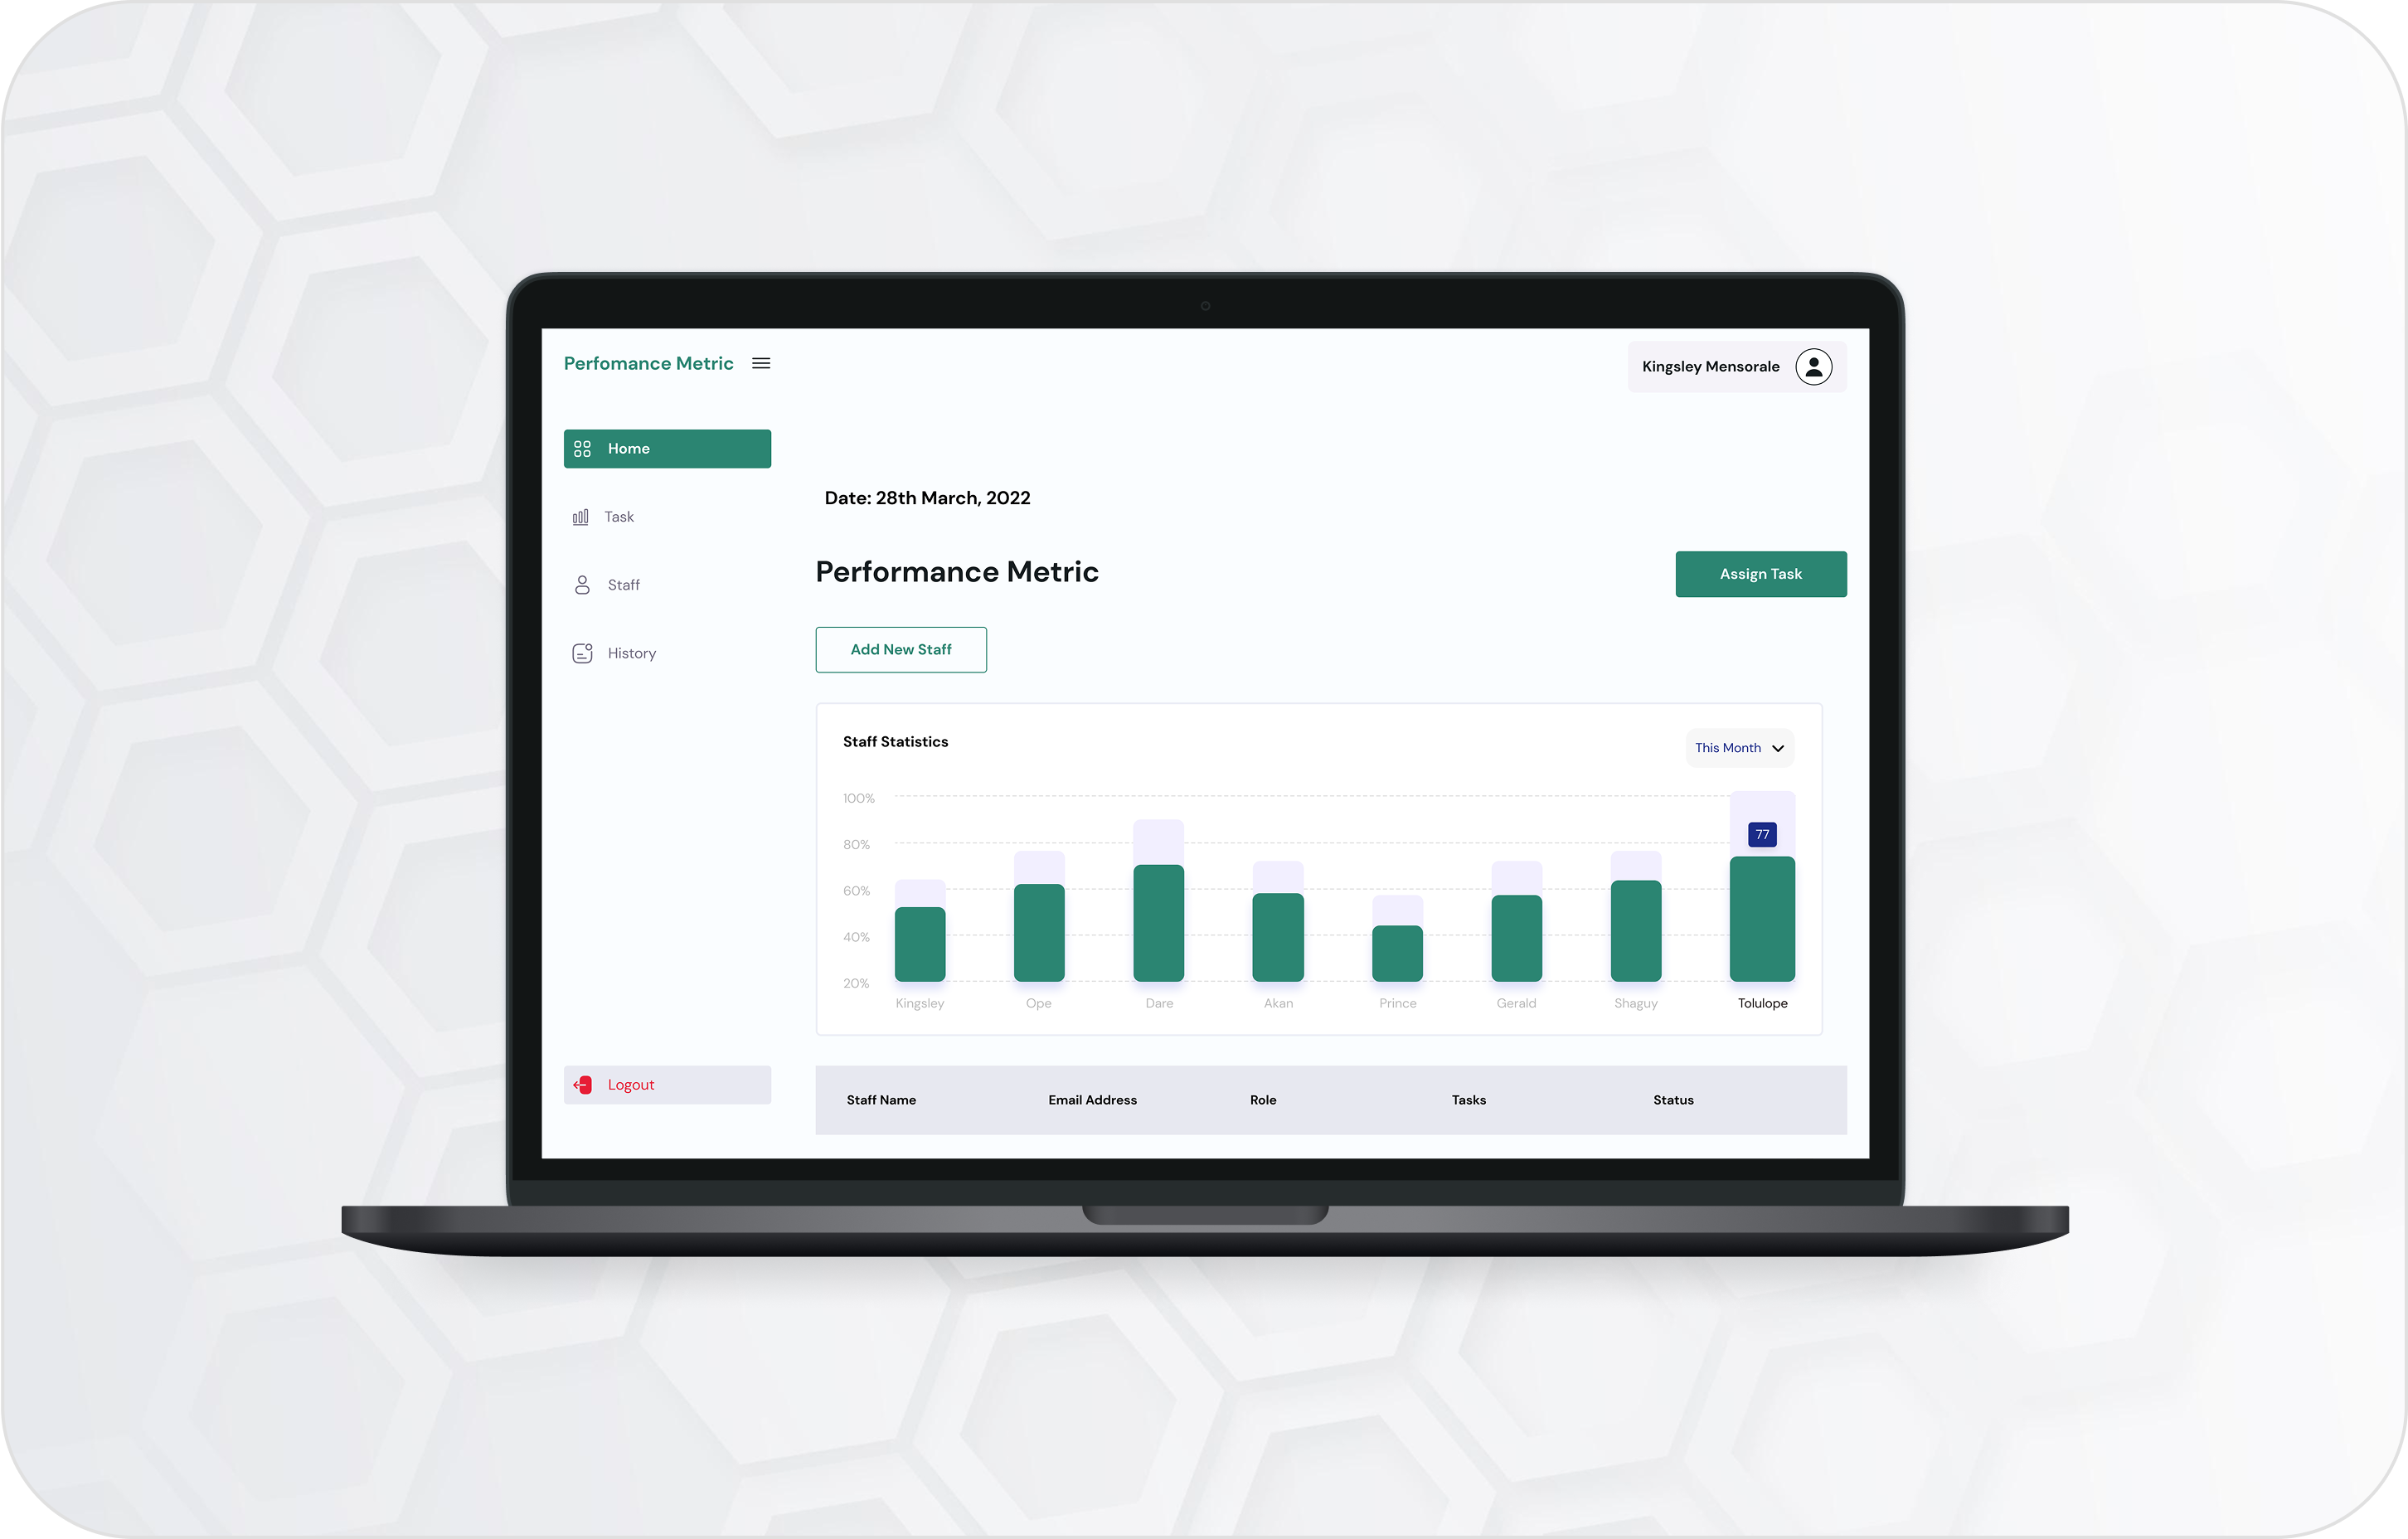 Perfomance Metric
Kingsley Mensorale
Home
Task
Staff
History
Logout
Date: 28th March, 2022
Performance Metric
Assign Task
Add New Staff
Staff Statistics
This Month
100%
80%
60%
40%
20%
77
Kingsley Ope Dare Akan Prince Gerald Shaguy Tolulope
Staff Name Email Address Role Tasks Status